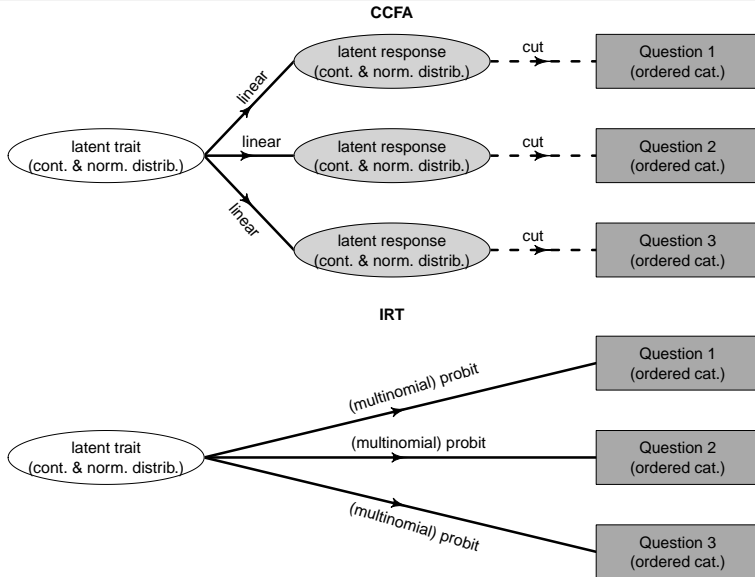 CCFA
latent response
(cont. & norm. distrib.)
cut
Question 1
(ordered cat.)
linear
latent trait
(cont. & norm. distrib.)
linear
latent response
(cont. & norm. distrib.)
cut
Question 2
(ordered cat.)
linear
latent response
(cont. & norm. distrib.)
cut
Question 3
(ordered cat.)
IRT
Question 1
(ordered cat.)
(multinomial) probit
latent trait
(cont. & norm. distrib.)
(multinomial) probit
Question 2
(ordered cat.)
(multinomial) probit
Question 3
(ordered cat.)